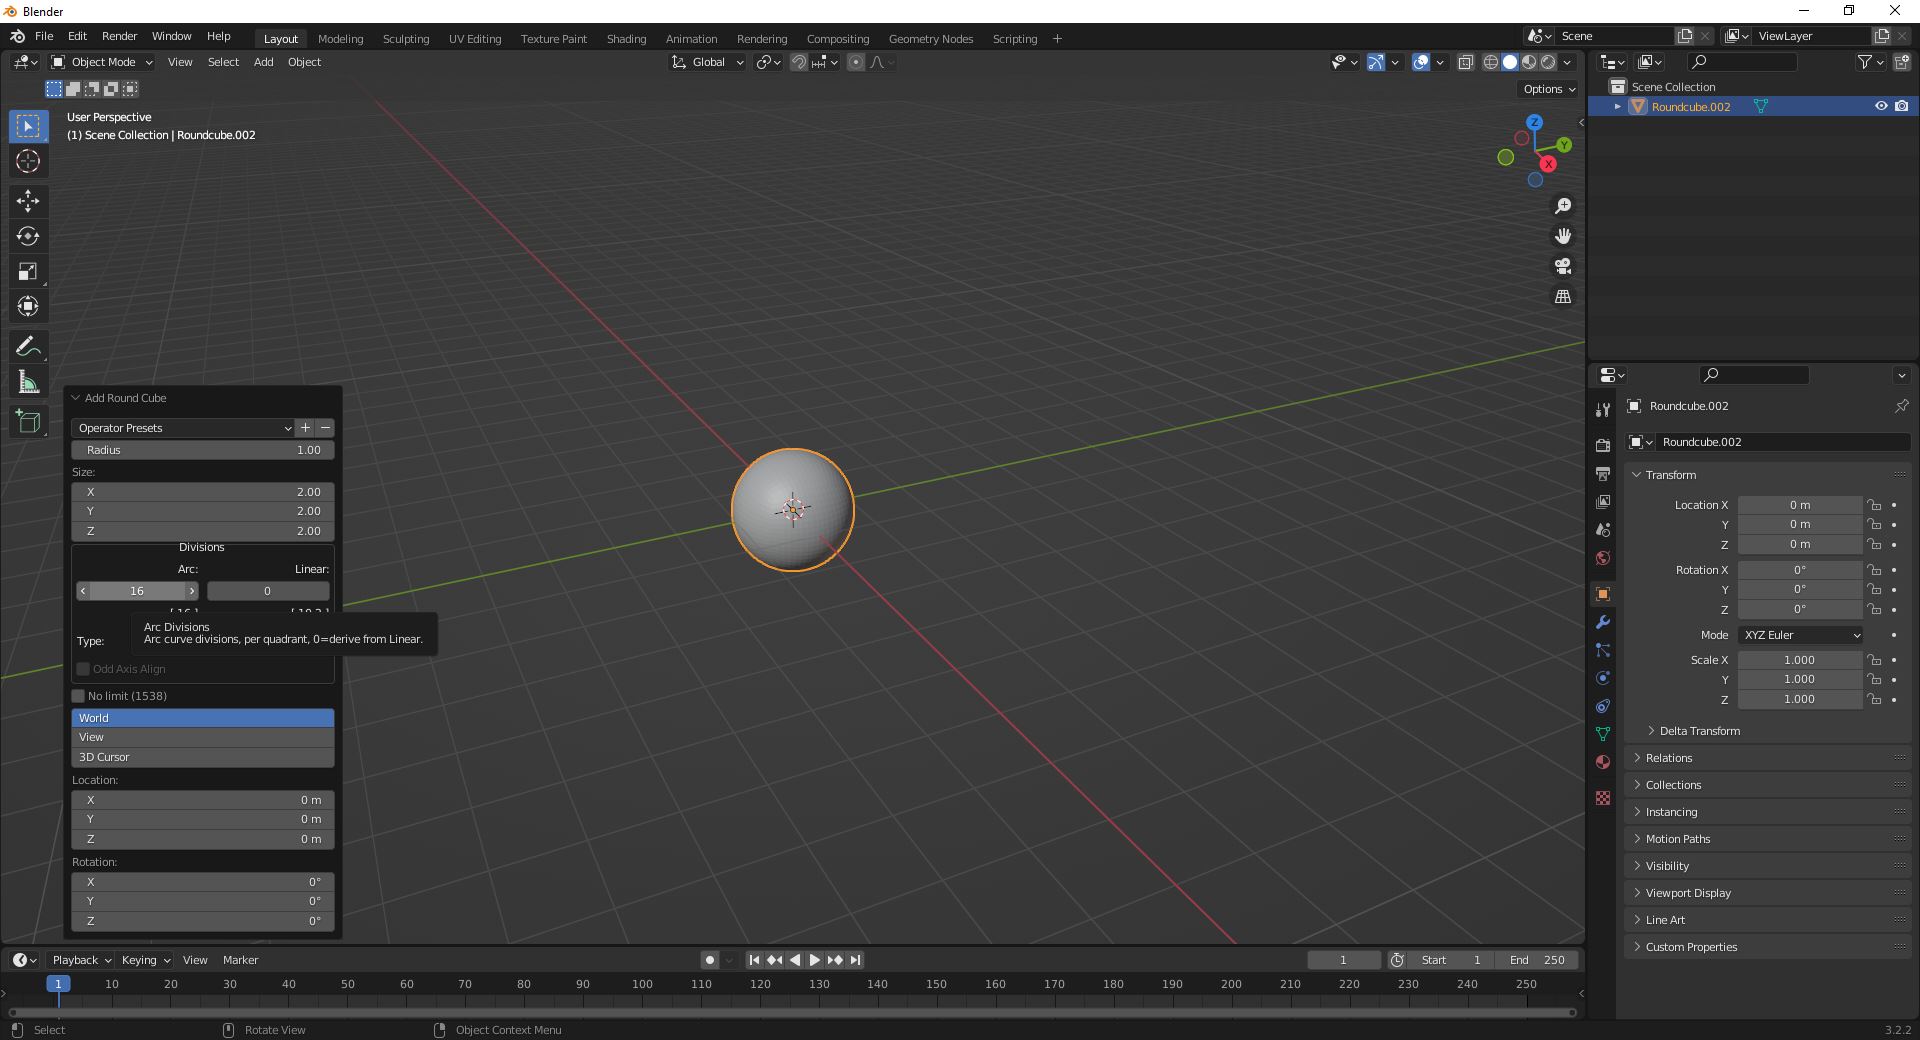 Blender
File Edit Render Window Help Layout Modeling Sculpting UV Editing Texture Paint Shading Animation Rendering Compositing Geometry Nodes Scripting + Scene ViewLayer
Object Mode View Select Add Object Global
Options
User Perspective
(1) Scene Collection | Roundcube.002
Z
Y
X
Scene Collection
Roundcube.002
Add Round Cube
Operator Presets + −
Radius 1.00
Size:
X 2.00
Y 2.00
Z 2.00
Divisions
Arc: Linear:
< 16 > 0
Arc Divisions
Arc curve divisions, per quadrant, 0=derive from Linear.
Type:
Odd Axis Align
No limit (1538)
World
View
3D Cursor
Location:
X 0 m
Y 0 m
Z 0 m
Rotation:
X 0°
Y 0°
Z 0°
Roundcube.002
Roundcube.002
Transform
Location X 0 m
Y 0 m
Z 0 m
Rotation X 0°
Y 0°
Z 0°
Mode XYZ Euler
Scale X 1.000
Y 1.000
Z 1.000
Delta Transform
Relations
Collections
Instancing
Motion Paths
Visibility
Viewport Display
Line Art
Custom Properties
Playback Keying View Marker 1 Start 1 End 250
1 10 20 30 40 50 60 70 80 90 100 110 120 130 140 150 160 170 180 190 200 210 220 230 240 250
Select Rotate View Object Context Menu 3.2.2